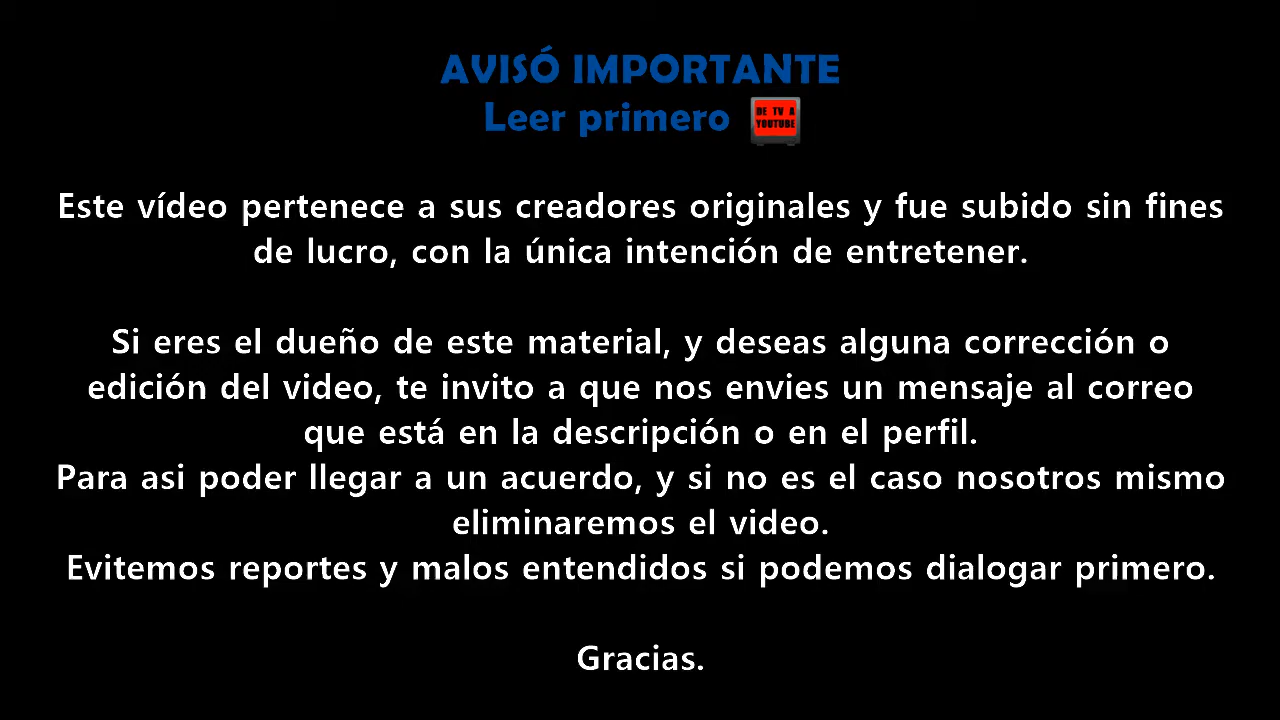 AVISÓ IMPORTANTE
Leer primero
DE TV A
YOUTUBE
Este vídeo pertenece a sus creadores originales y fue subido sin fines
de lucro, con la única intención de entretener.
Si eres el dueño de este material, y deseas alguna corrección o
edición del video, te invito a que nos envies un mensaje al correo
que está en la descripción o en el perfil.
Para asi poder llegar a un acuerdo, y si no es el caso nosotros mismo
eliminaremos el video.
Evitemos reportes y malos entendidos si podemos dialogar primero.
Gracias.